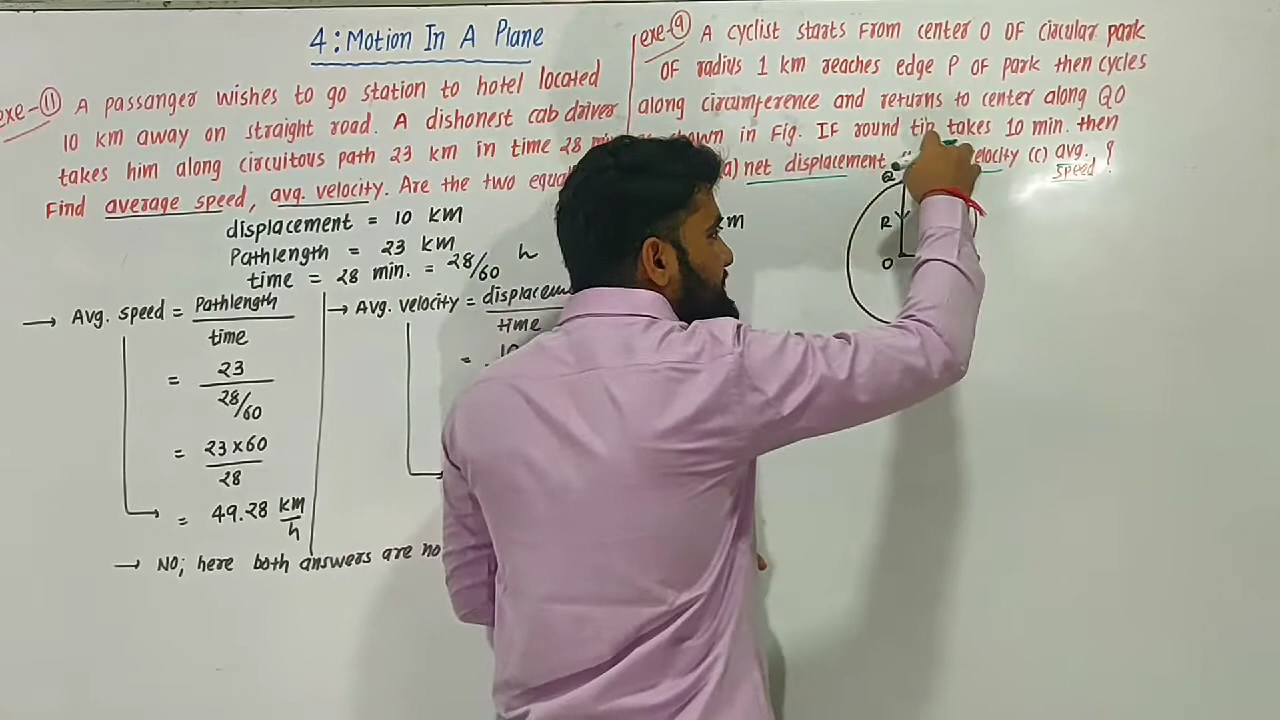 4: Motion In A Plane
exe-11 A passanger wishes to go station to hotel located
10 km away on straight road. A dishonest cab driver
takes him along circuitous path 23 km in time 28
Find average speed, avg. velocity. Are the two
displacement = 10 KM
Pathlength = 23 KM
time = 28 min. = 28/60 h
→ Avg. speed = Pathlength
time
= 23
28/60
= 23×60
28
= 49.28 KM
h
→ Avg. velocity =
time
=
→ NO; here both answers are
exe-9 A cyclist starts From center O OF circular park
OF radius 1 km reaches edge P OF park then cycles
along circumference and returns to center along QO
in Fig. IF round takes 10 min. then
a) net displacement (c) avg. speed ?
KM
Q
R
O